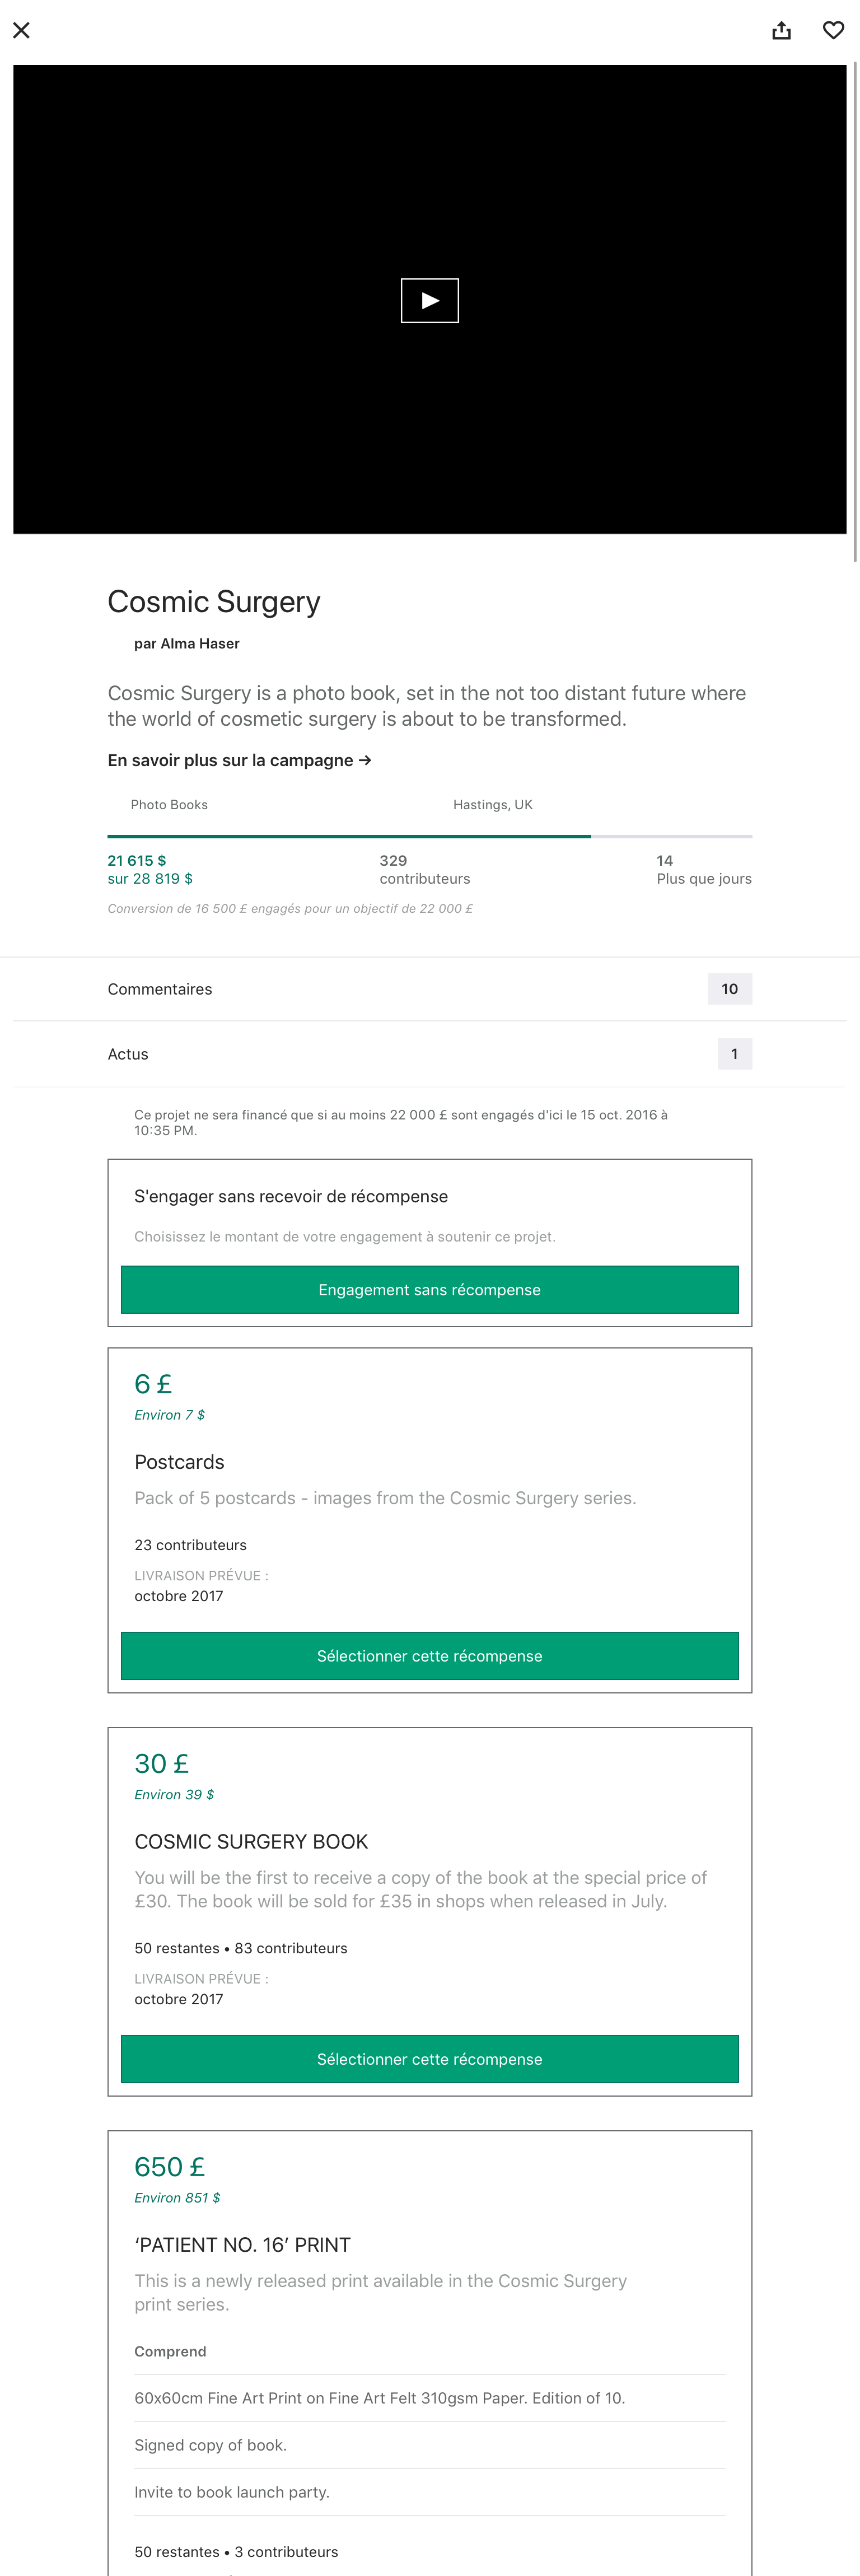 Cosmic Surgery
par Alma Haser
Cosmic Surgery is a photo book, set in the not too distant future where
the world of cosmetic surgery is about to be transformed.
En savoir plus sur la campagne →
Photo Books
Hastings, UK
21 615 $
sur 28 819 $
329
contributeurs
14
Plus que jours
Conversion de 16 500 £ engagés pour un objectif de 22 000 £
Commentaires
10
Actus
1
Ce projet ne sera financé que si au moins 22 000 £ sont engagés d'ici le 15 oct. 2016 à
10:35 PM.
S'engager sans recevoir de récompense
Choisissez le montant de votre engagement à soutenir ce projet.
Engagement sans récompense
6 £
Environ 7 $
Postcards
Pack of 5 postcards - images from the Cosmic Surgery series.
23 contributeurs
LIVRAISON PRÉVUE :
octobre 2017
Sélectionner cette récompense
30 £
Environ 39 $
COSMIC SURGERY BOOK
You will be the first to receive a copy of the book at the special price of
£30. The book will be sold for £35 in shops when released in July.
50 restantes • 83 contributeurs
LIVRAISON PRÉVUE :
octobre 2017
Sélectionner cette récompense
650 £
Environ 851 $
‘PATIENT NO. 16’ PRINT
This is a newly released print available in the Cosmic Surgery
print series.
Comprend
60x60cm Fine Art Print on Fine Art Felt 310gsm Paper. Edition of 10.
Signed copy of book.
Invite to book launch party.
50 restantes • 3 contributeurs